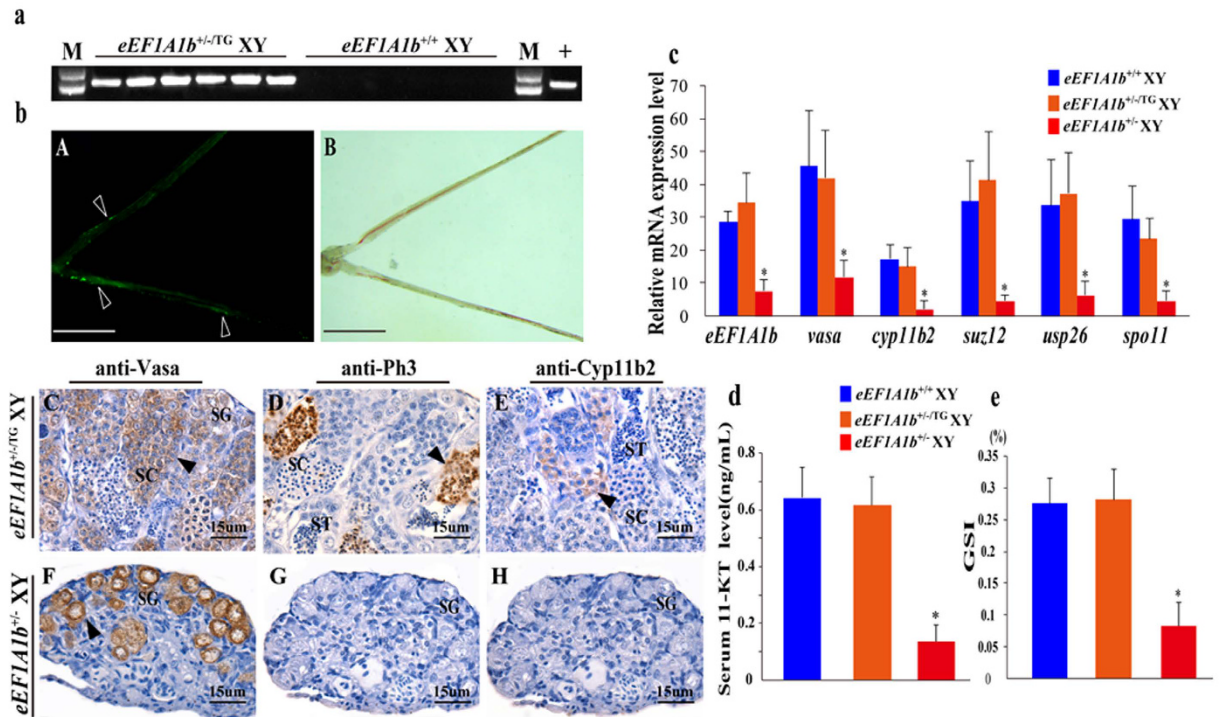 a
M eEF1A1b+/-/TG XY eEF1A1b+/+ XY M +
b
A B
c
eEF1A1b+/+ XY
eEF1A1b+/-/TG XY
eEF1A1b+/- XY
Relative mRNA expression level
70
60
50
40
30
20
10
0
* * * * * *
eEF1A1b vasa cyp11b2 suz12 usp26 spo11
anti-Vasa anti-Ph3 anti-Cyp11b2
eEF1A1b+/-/TG XY
C SG SC 15um
D SC ST 15um
E ST SC 15um
eEF1A1b+/- XY
F SG 15um
G SG 15um
H SG 15um
d
eEF1A1b+/+ XY
eEF1A1b+/-/TG XY
eEF1A1b+/- XY
Serum 11-KT level(ng/mL)
0.8
0.6
0.4
0.2
0
*
e
(%)
GSI
0.35
0.3
0.25
0.2
0.15
0.1
0.05
0
*